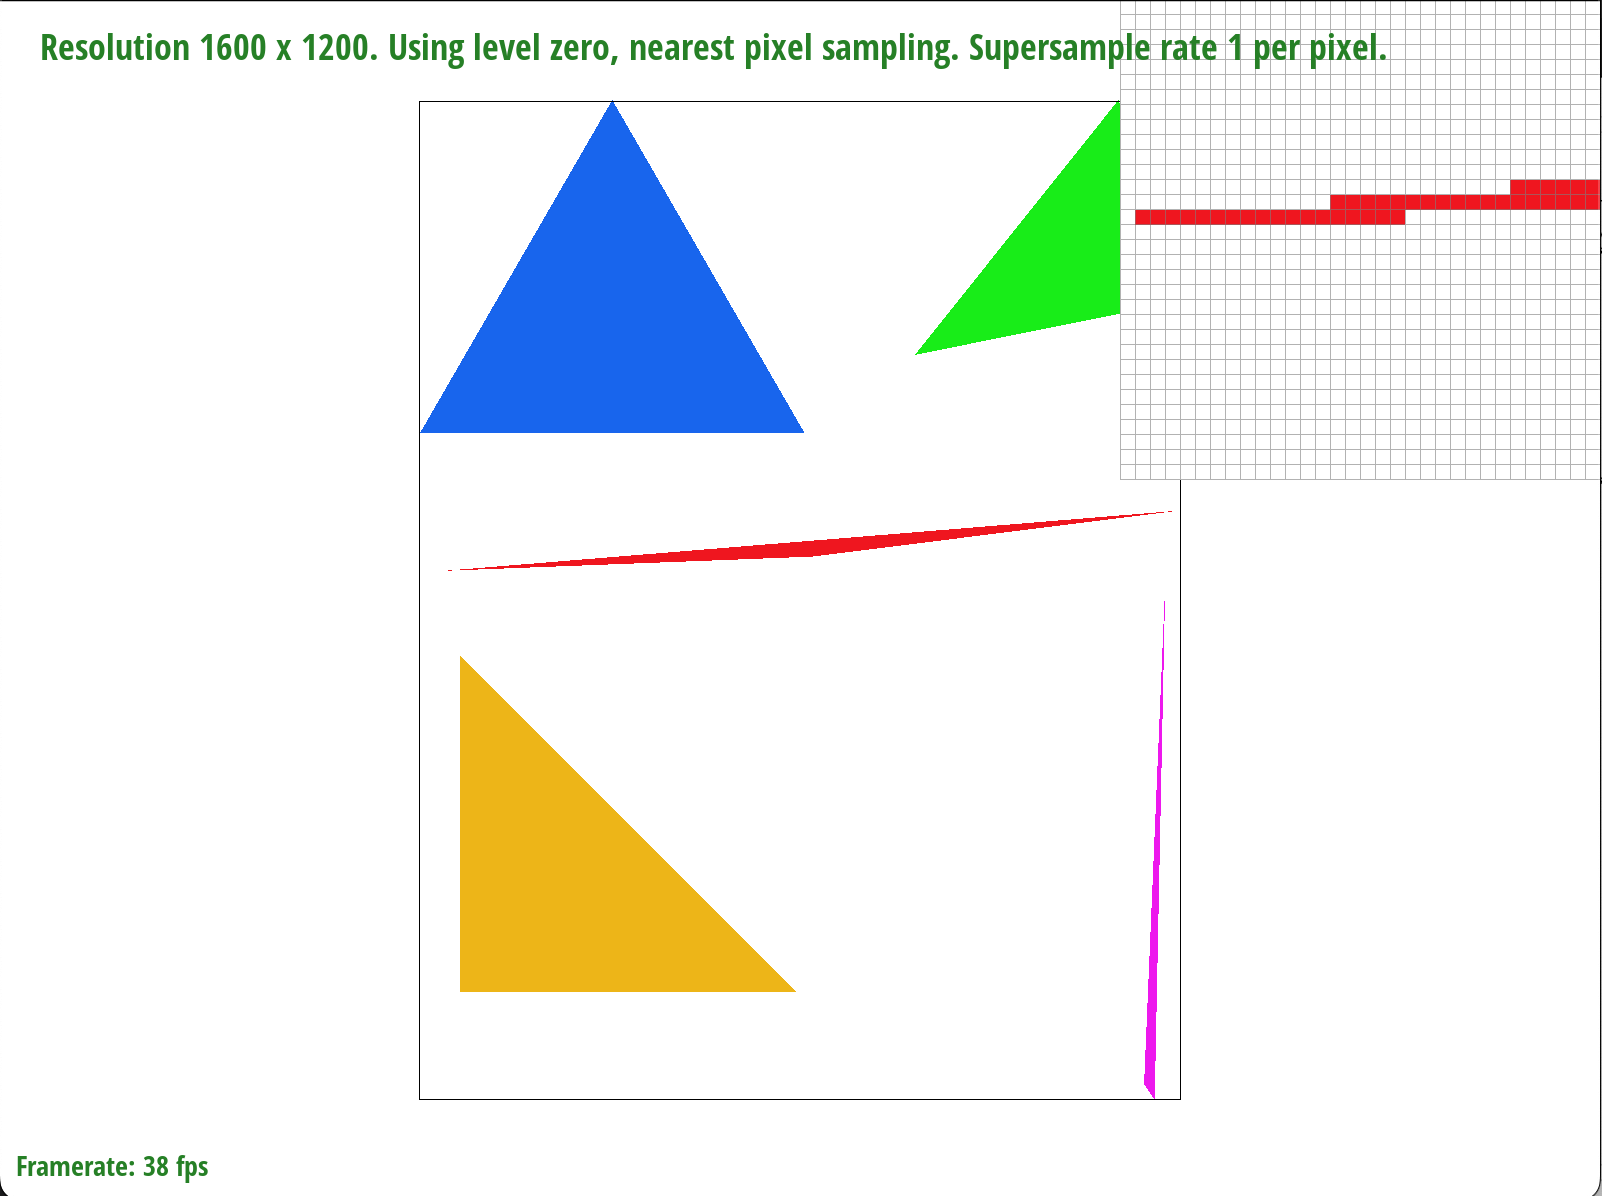 Resolution 1600 x 1200. Using level zero, nearest pixel sampling. Supersample rate 1 per pixel.
Framerate: 38 fps